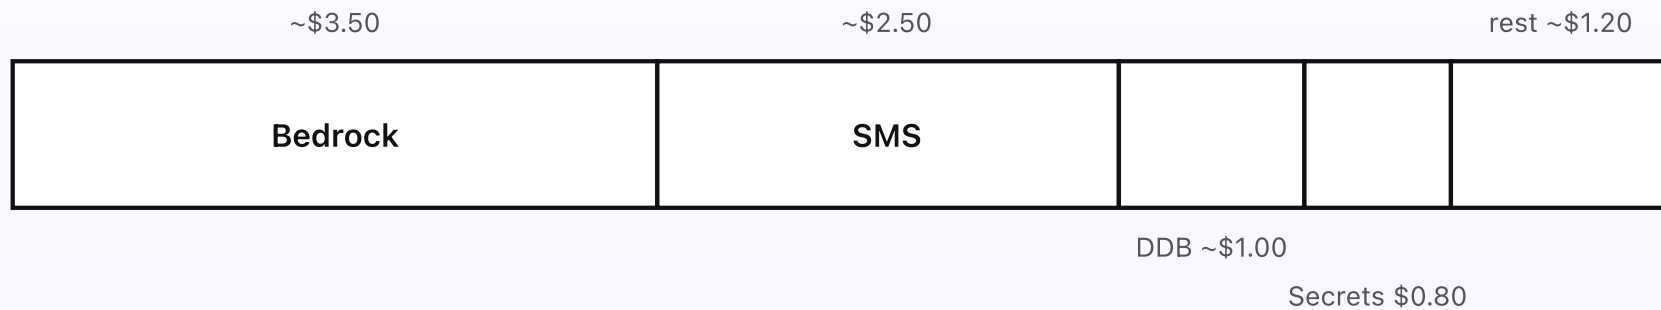 ~$3.50
~$2.50
rest ~$1.20
Bedrock
SMS
DDB ~$1.00
Secrets $0.80